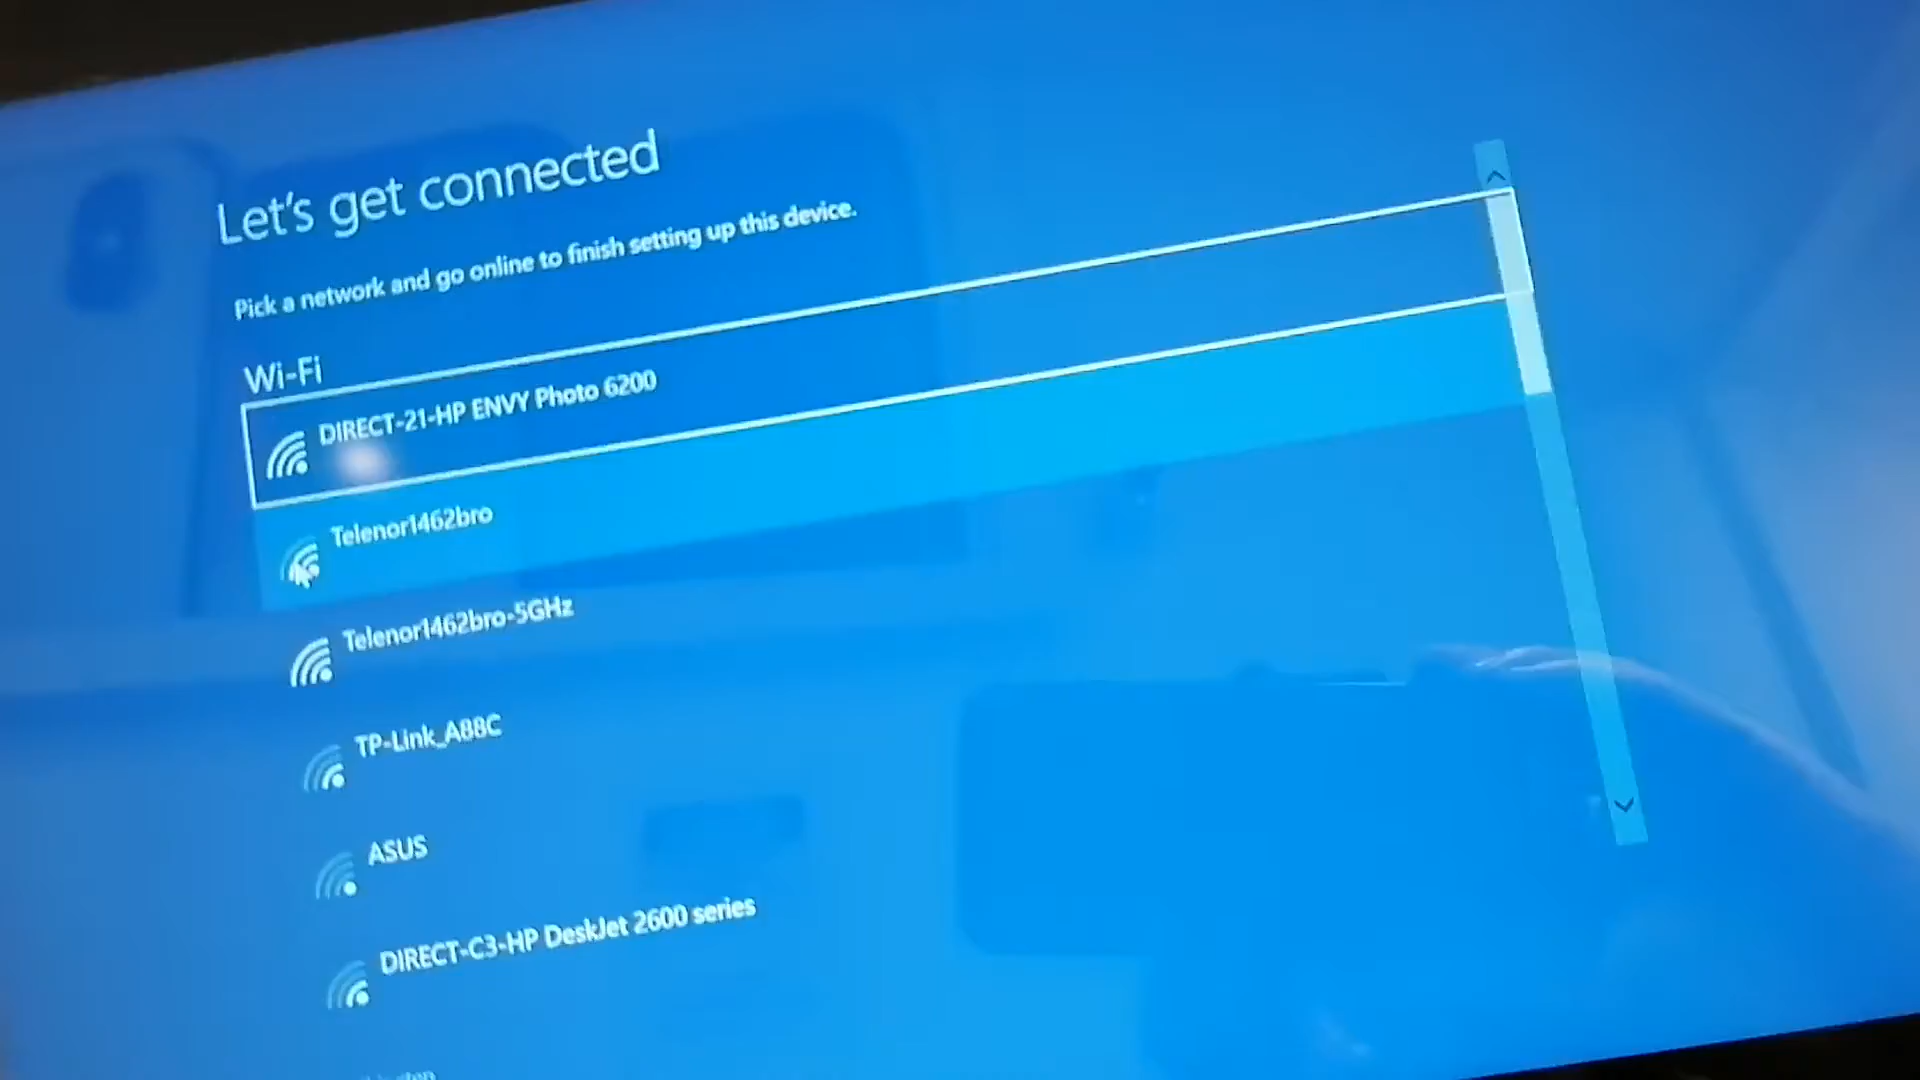 Let's get connected
Pick a network and go online to finish setting up this device.
Wi-Fi
DIRECT-21-HP ENVY Photo 6200
Telenor1462bro
Telenor1462bro-5GHz
TP-Link_A88C
ASUS
DIRECT-C3-HP DeskJet 2600 series